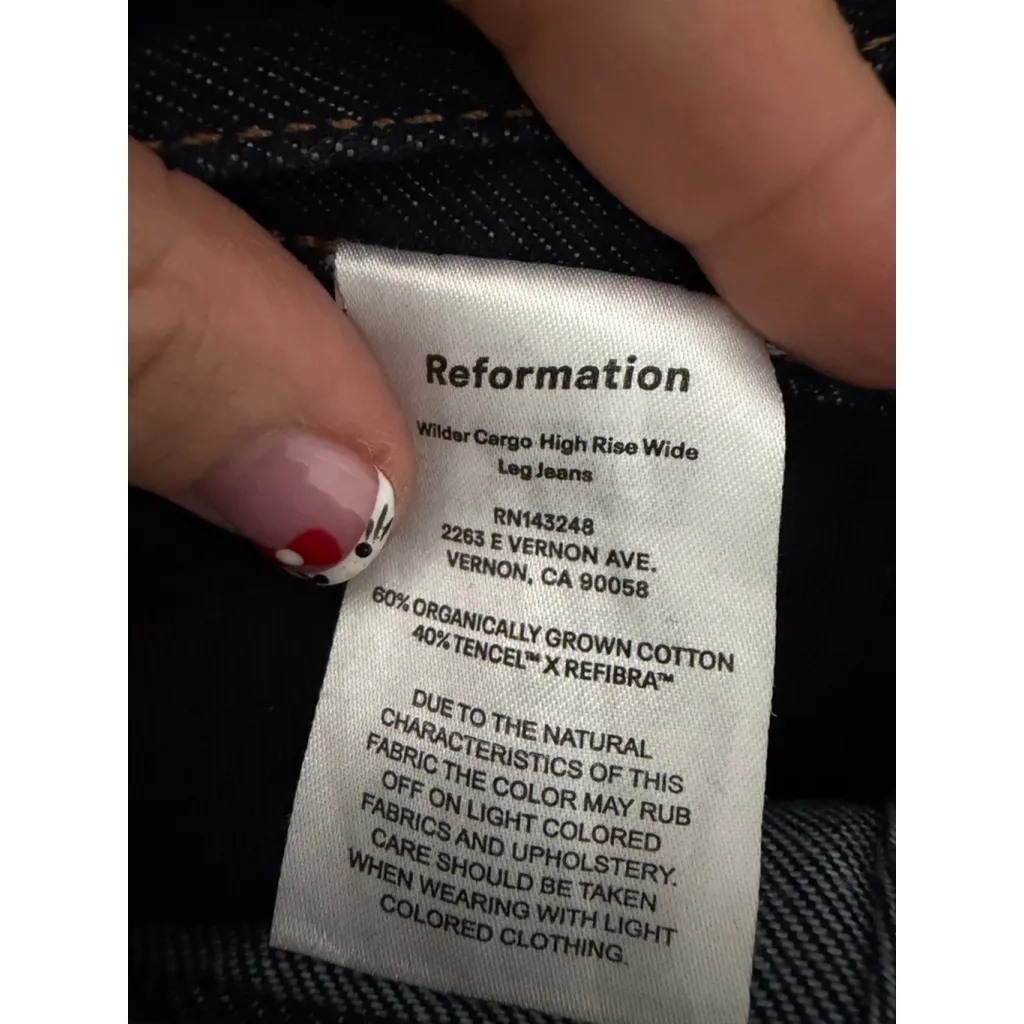 Reformation
Wilder Cargo High Rise Wide
Leg Jeans
RN143248
2263 E VERNON AVE.
VERNON, CA 90058
60% ORGANICALLY GROWN COTTON
40% TENCEL™ X REFIBRA™
DUE TO THE NATURAL
CHARACTERISTICS OF THIS
FABRIC THE COLOR MAY RUB
OFF ON LIGHT COLORED
FABRICS AND UPHOLSTERY.
CARE SHOULD BE TAKEN
WHEN WEARING WITH LIGHT
COLORED CLOTHING.